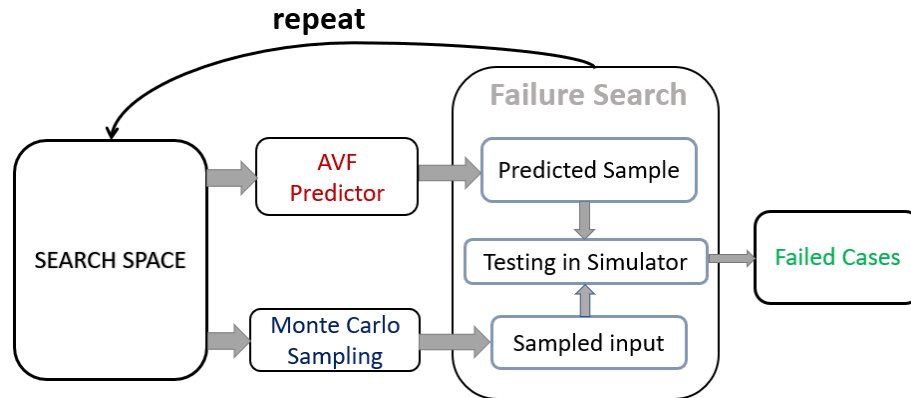 repeat
Failure Search
AVF
Predictor
Predicted Sample
SEARCH SPACE
Testing in Simulator
Failed Cases
Monte Carlo
Sampling
Sampled input